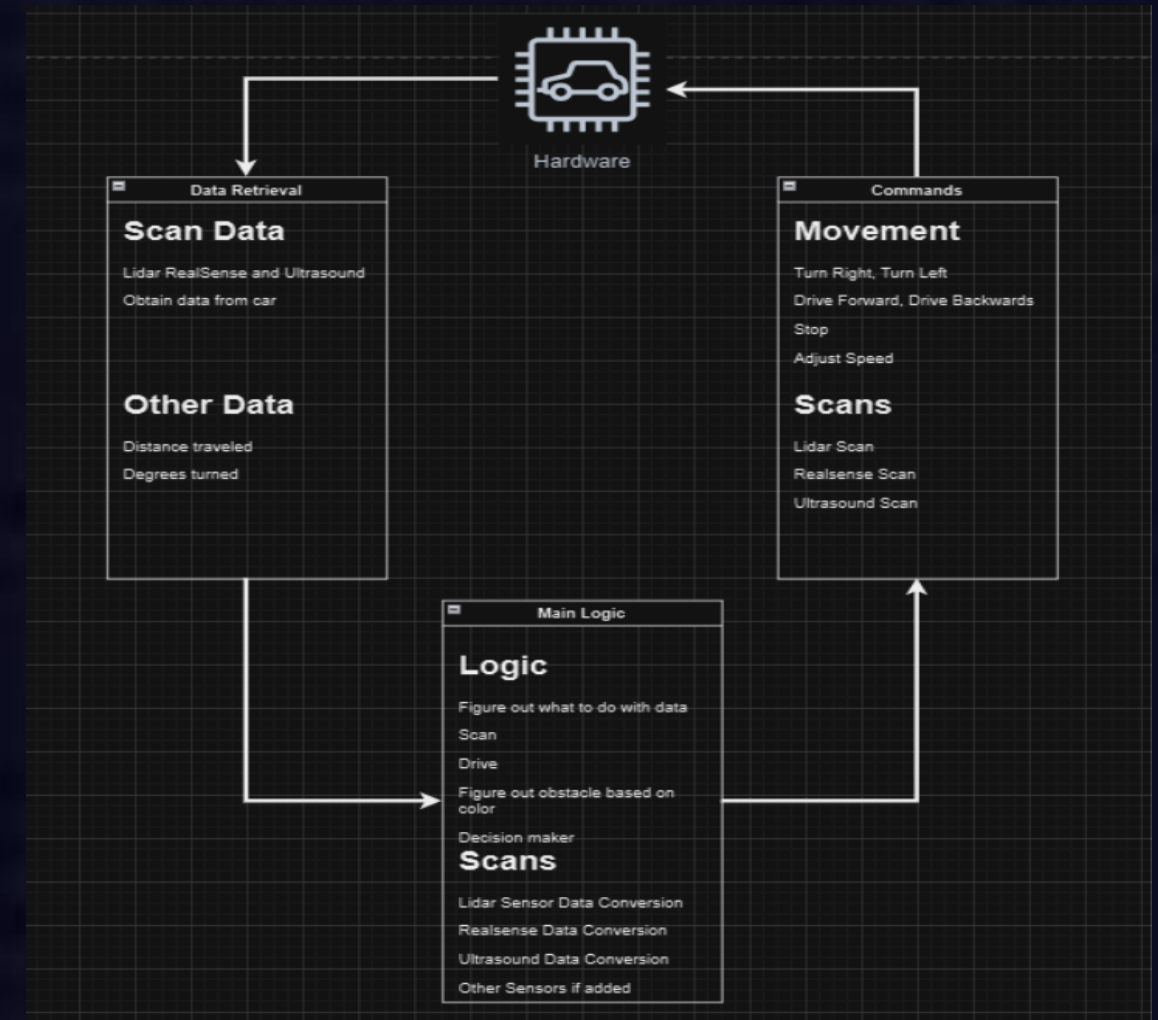 Hardware
Data Retrieval
Scan Data
Lidar RealSense and Ultrasound
Obtain data from car
Other Data
Distance traveled
Degrees turned
Commands
Movement
Turn Right, Turn Left
Drive Forward, Drive Backwards
Stop
Adjust Speed
Scans
Lidar Scan
Realsense Scan
Ultrasound Scan
Main Logic
Logic
Figure out what to do with data
Scan
Drive
Figure out obstacle based on
color
Decision maker
Scans
Lidar Sensor Data Conversion
Realsense Data Conversion
Ultrasound Data Conversion
Other Sensors if added